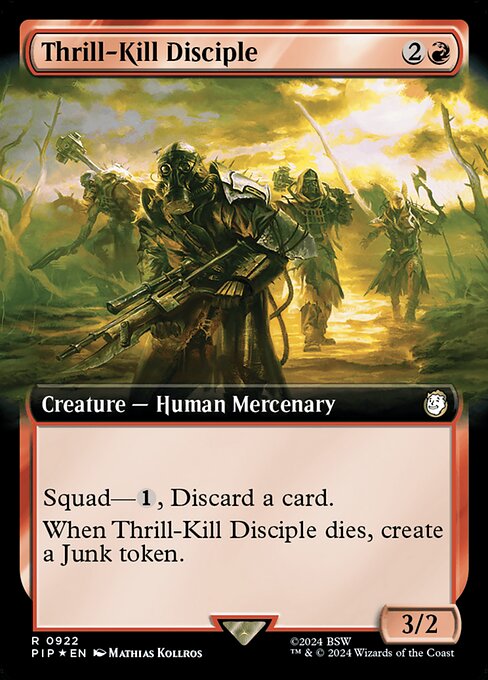 Thrill-Kill Disciple 2
Creature — Human Mercenary
Squad—1, Discard a card.
When Thrill-Kill Disciple dies, create
a Junk token.
3/2
R 0922
PIP ★ EN Mathias Kollros
©2024 BSW
™ & © 2024 Wizards of the Coast